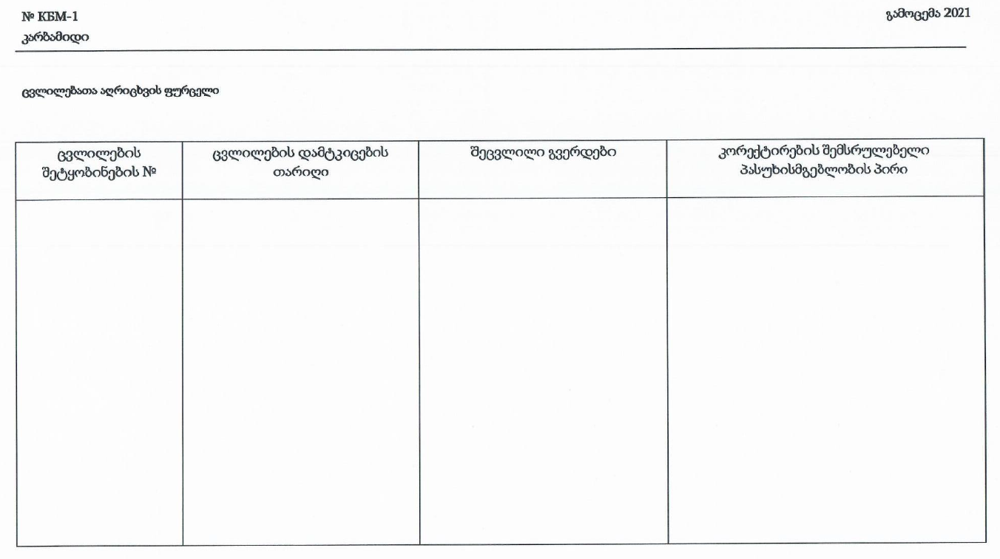 № КБМ-1
გამოცემა 2021
კარბამიდი
ცვლილებათა აღრიცხვის ფურცელი
ცვლილების
შეტყობინების №
ცვლილების დამტკიცების
თარიღი
შეცვლილი გვერდები
კორექტირების შემსრულებელი
პასუხისმგებლობის პირი